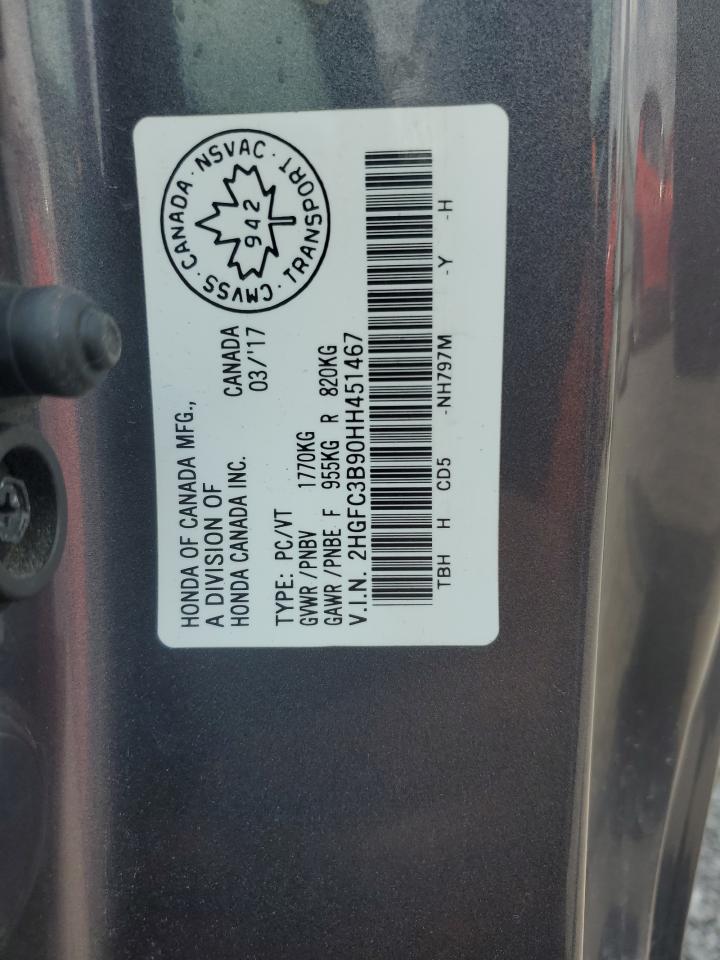 HONDA OF CANADA MFG.,
A DIVISION OF
HONDA CANADA INC.
CANADA
03/'17
CMVSS · CANADA · NSVAC · TRANSPORT ·
942
TYPE: PC/VT
GVWR /PNBV 1770KG
GAWR /PNBE F 955KG R 820KG
V.I.N. 2HGFC3B90HH451467
TBH H CD5 -NH797M -Y -H